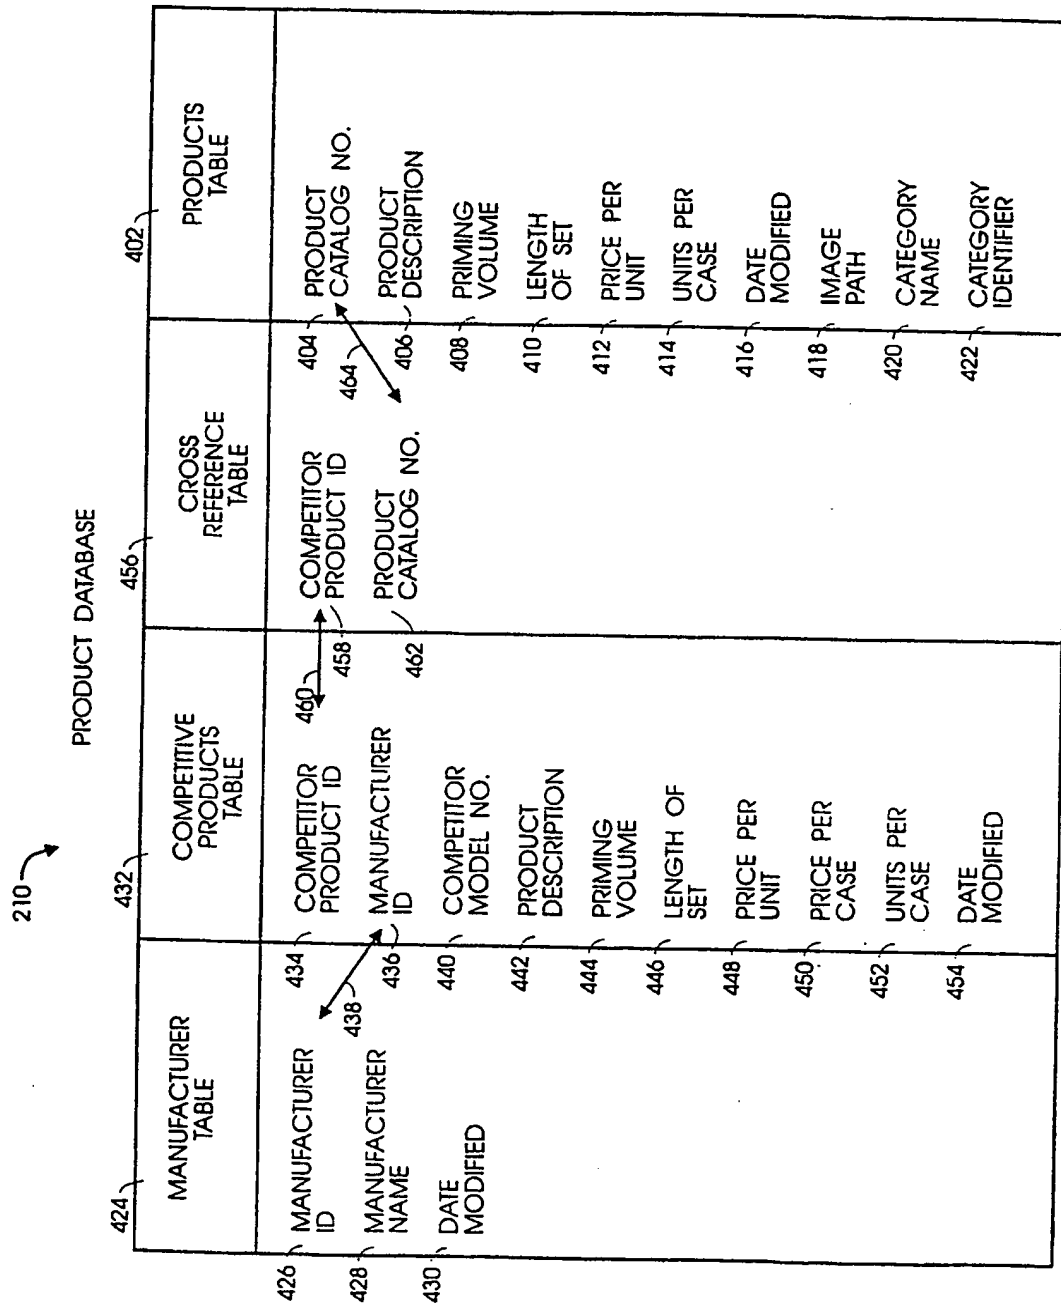 210
PRODUCT DATABASE
424
MANUFACTURER
TABLE
426
MANUFACTURER
ID
428
MANUFACTURER
NAME
430
DATE
MODIFIED
432
COMPETITIVE
PRODUCTS
TABLE
434
COMPETITOR
PRODUCT ID
436
MANUFACTURER
ID
438
440
COMPETITOR
MODEL NO.
442
PRODUCT
DESCRIPTION
444
PRIMING
VOLUME
446
LENGTH OF
SET
448
PRICE PER
UNIT
450
PRICE PER
CASE
452
UNITS PER
CASE
454
DATE
MODIFIED
456
CROSS
REFERENCE
TABLE
460
458
COMPETITOR
PRODUCT ID
462
PRODUCT
CATALOG NO.
402
PRODUCTS
TABLE
404
PRODUCT
CATALOG NO.
464
406
PRODUCT
DESCRIPTION
408
PRIMING
VOLUME
410
LENGTH
OF SET
412
PRICE PER
UNIT
414
UNITS PER
CASE
416
DATE
MODIFIED
418
IMAGE
PATH
420
CATEGORY
NAME
422
CATEGORY
IDENTIFIER